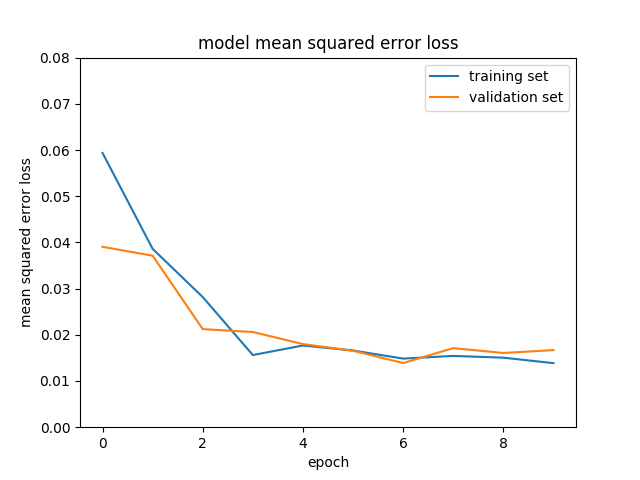 model mean squared error loss
0.08
0.07
0.06
0.05
0.04
0.03
0.02
0.01
0.00
mean squared error loss
training set
validation set
0 2 4 6 8
epoch